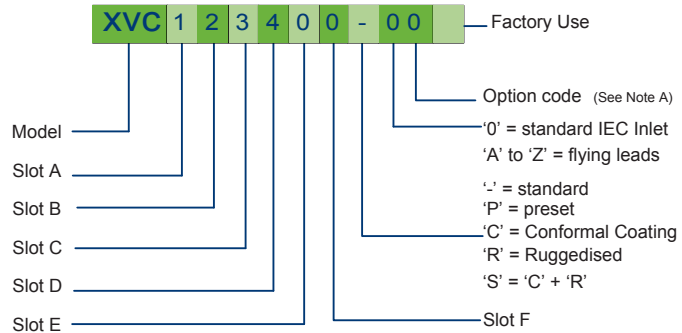 XVC 1 2 3 4 0 0 - 0 0
Factory Use
Option code (See Note A)
‘0’ = standard IEC Inlet
‘A’ to ‘Z’ = flying leads
‘-’ = standard
‘P’ = preset
‘C’ = Conformal Coating
‘R’ = Ruggedised
‘S’ = ‘C’ + ‘R’
Slot F
Model
Slot A
Slot B
Slot C
Slot D
Slot E